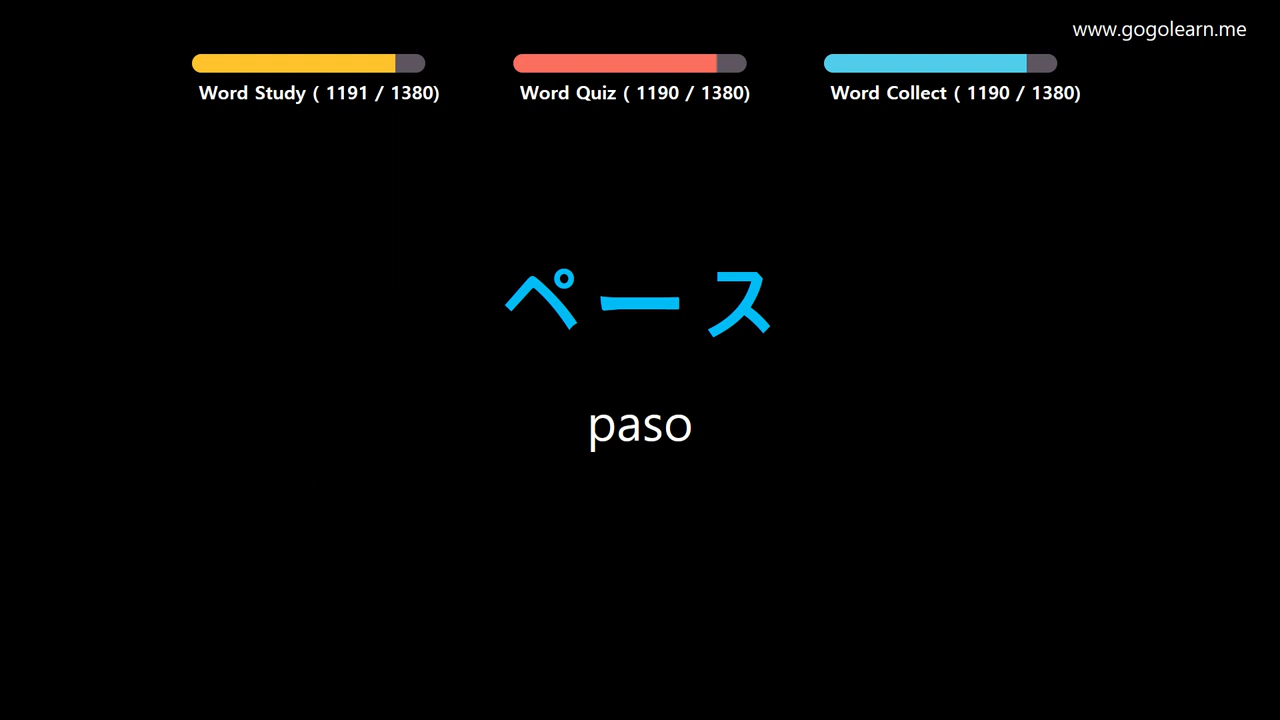 www.gogolearn.me
Word Study ( 1191 / 1380)
Word Quiz ( 1190 / 1380)
Word Collect ( 1190 / 1380)
ペース
paso